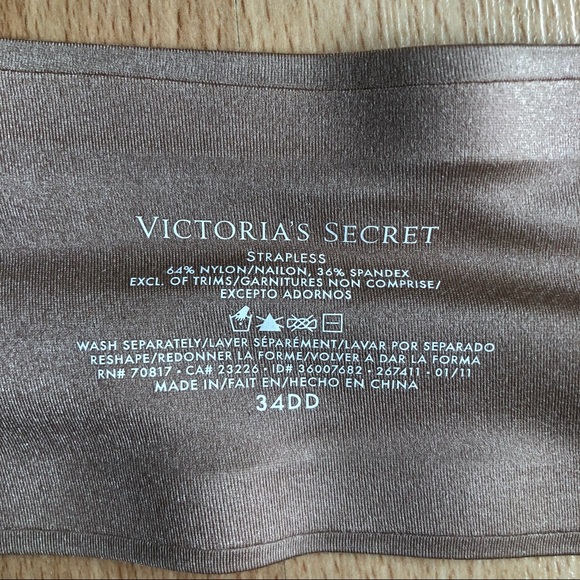 VICTORIA'S SECRET
STRAPLESS
64% NYLON/NAILON, 36% SPANDEX
EXCL. OF TRIMS/GARNITURES NON COMPRISE/
EXCEPTO ADORNOS
WASH SEPARATELY/LAVER SÉPARÉMENT/LAVAR POR SEPARADO
RESHAPE/REDONNER LA FORME/VOLVER A DAR LA FORMA
RN# 70817 • CA# 23226 • ID# 36007682 • 267411 • 01/11
MADE IN/FAIT EN/HECHO EN CHINA
34DD